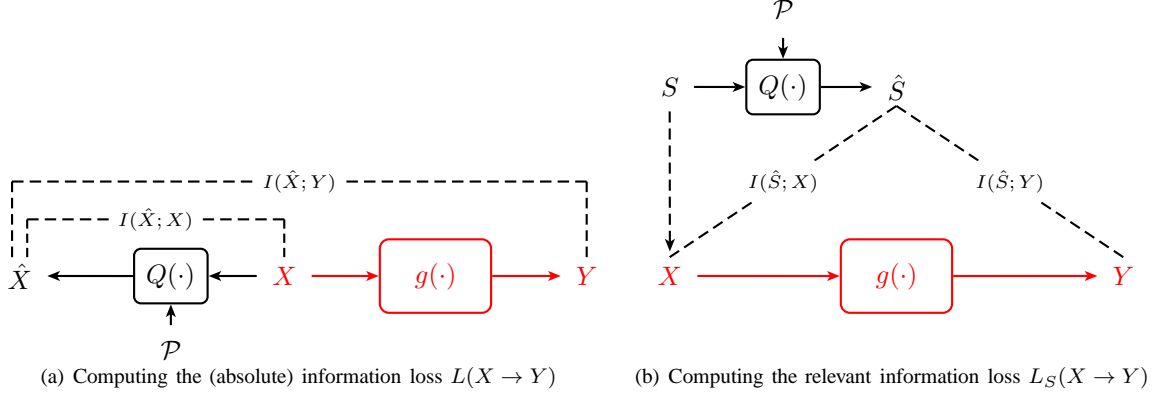 𝒫
S Q(·) Ŝ
I(X̂;Y) I(Ŝ;X) I(Ŝ;Y)
I(X̂;X)
X̂ Q(·) X g(·) Y X g(·) Y
𝒫
(a) Computing the (absolute) information loss L(X → Y)
(b) Computing the relevant information loss L_S(X → Y)